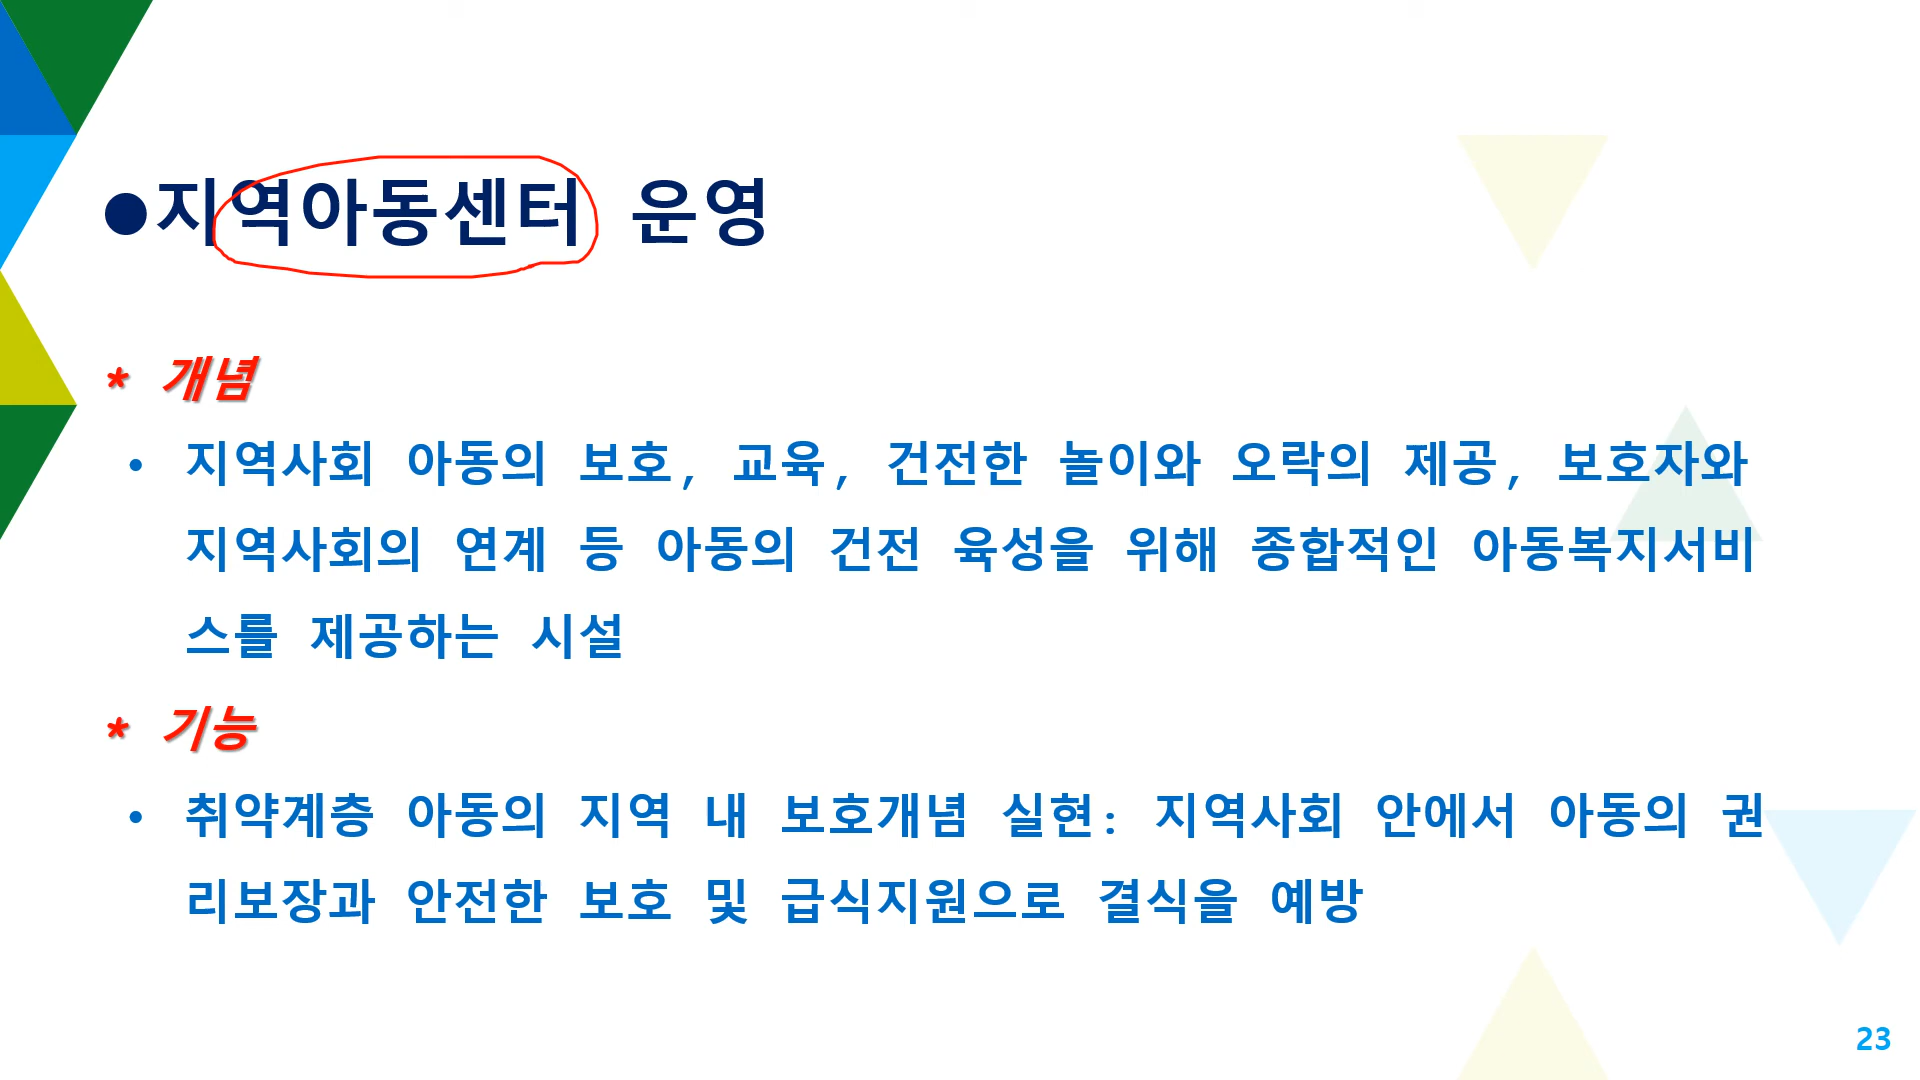 ●지역아동센터 운영
* 개념
• 지역사회 아동의 보호, 교육, 건전한 놀이와 오락의 제공, 보호자와
지역사회의 연계 등 아동의 건전 육성을 위해 종합적인 아동복지서비
스를 제공하는 시설
* 기능
• 취약계층 아동의 지역 내 보호개념 실현: 지역사회 안에서 아동의 권
리보장과 안전한 보호 및 급식지원으로 결식을 예방
23